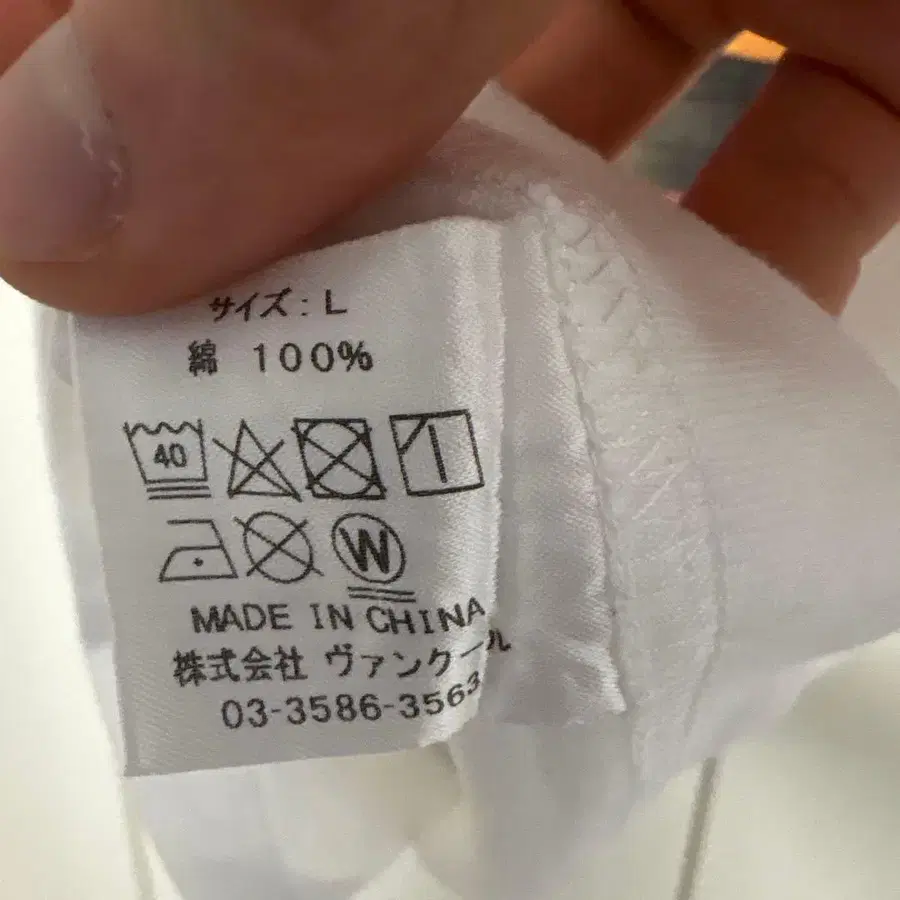 サイズ：L
綿 100%
40
W
MADE IN CHINA
株式会社 ヴァンクール
03-3586-3563